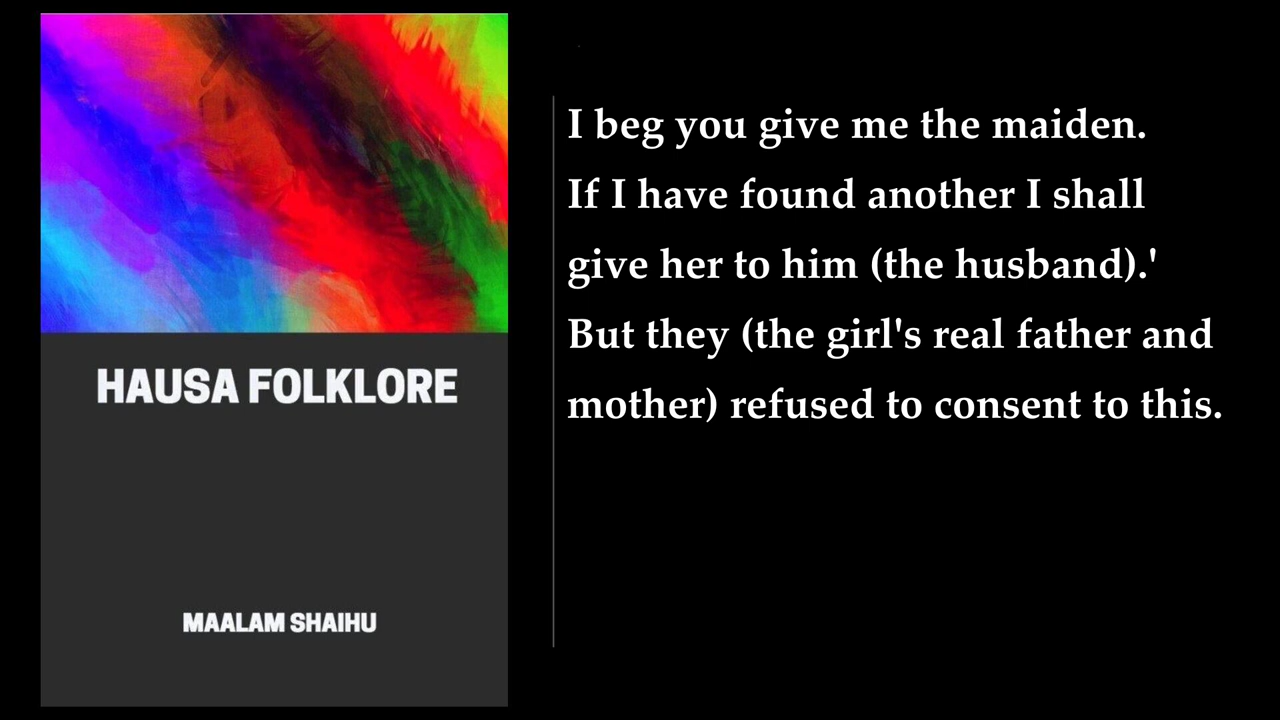 HAUSA FOLKLORE
MAALAM SHAIHU
I beg you give me the maiden.
If I have found another I shall
give her to him (the husband).'
But they (the girl's real father and
mother) refused to consent to this.